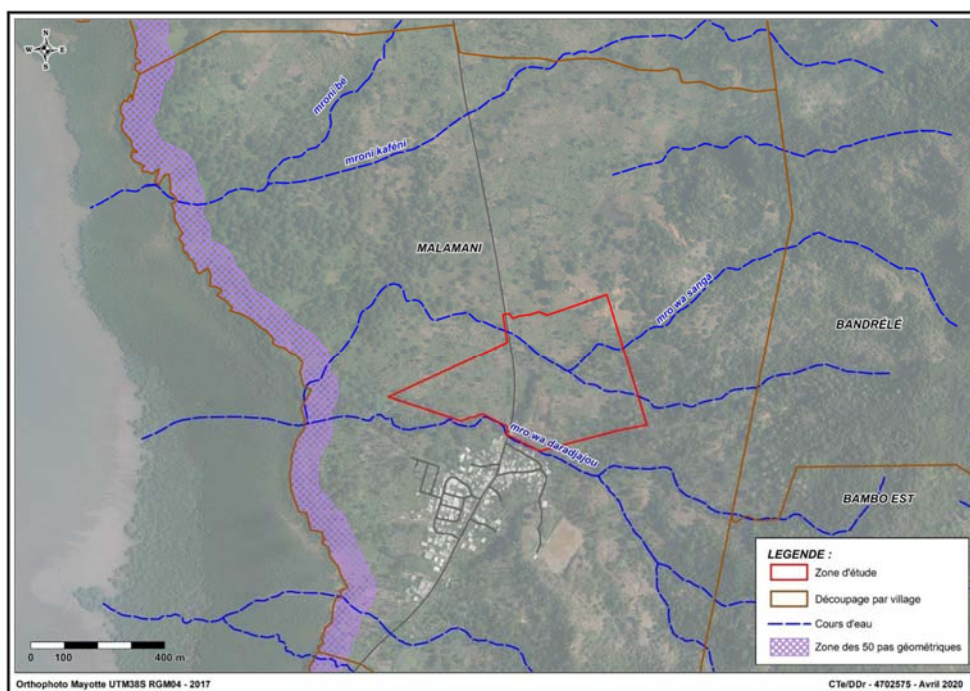 N
W E
S
mroni bé
mroni kaféni
MALAMANI
mro wa sanga
BANDRÉLÉ
mro wa daradjajou
BAMBO EST
LEGENDE :
Zone d'étude
Découpage par village
Cours d'eau
Zone des 50 pas géométriques
0 100 400 m
Orthophoto Mayotte UTM38S RGM04 - 2017
CTe/DDr - 4702575 - Avril 2020